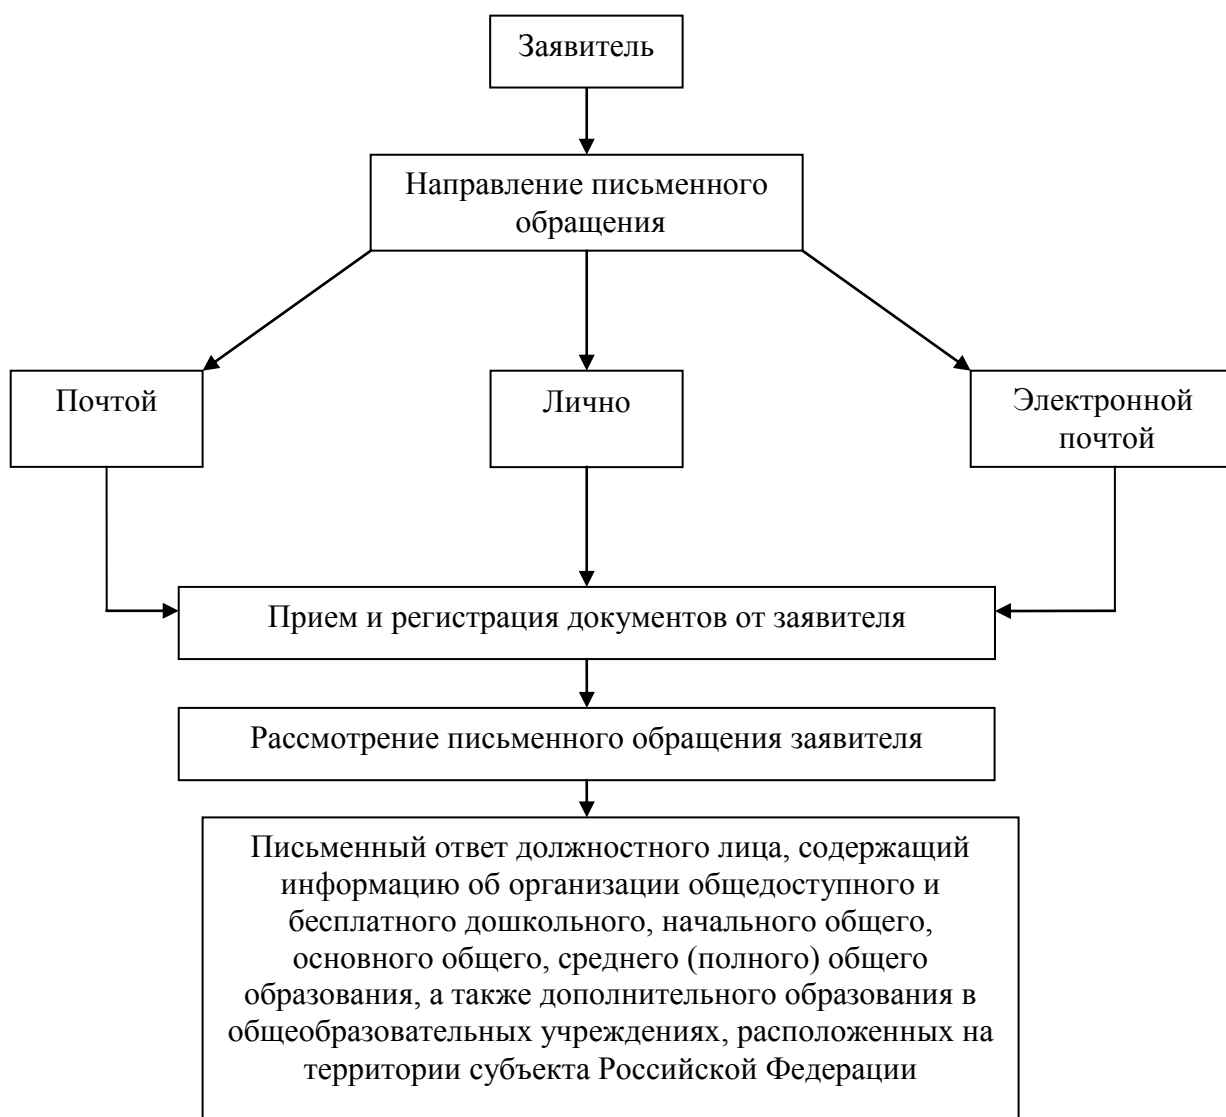 Заявитель
Направление письменного
обращения
Почтой
Лично
Электронной
почтой
Прием и регистрация документов от заявителя
Рассмотрение письменного обращения заявителя
Письменный ответ должностного лица, содержащий
информацию об организации общедоступного и
бесплатного дошкольного, начального общего,
основного общего, среднего (полного) общего
образования, а также дополнительного образования в
общеобразовательных учреждениях, расположенных на
территории субъекта Российской Федерации